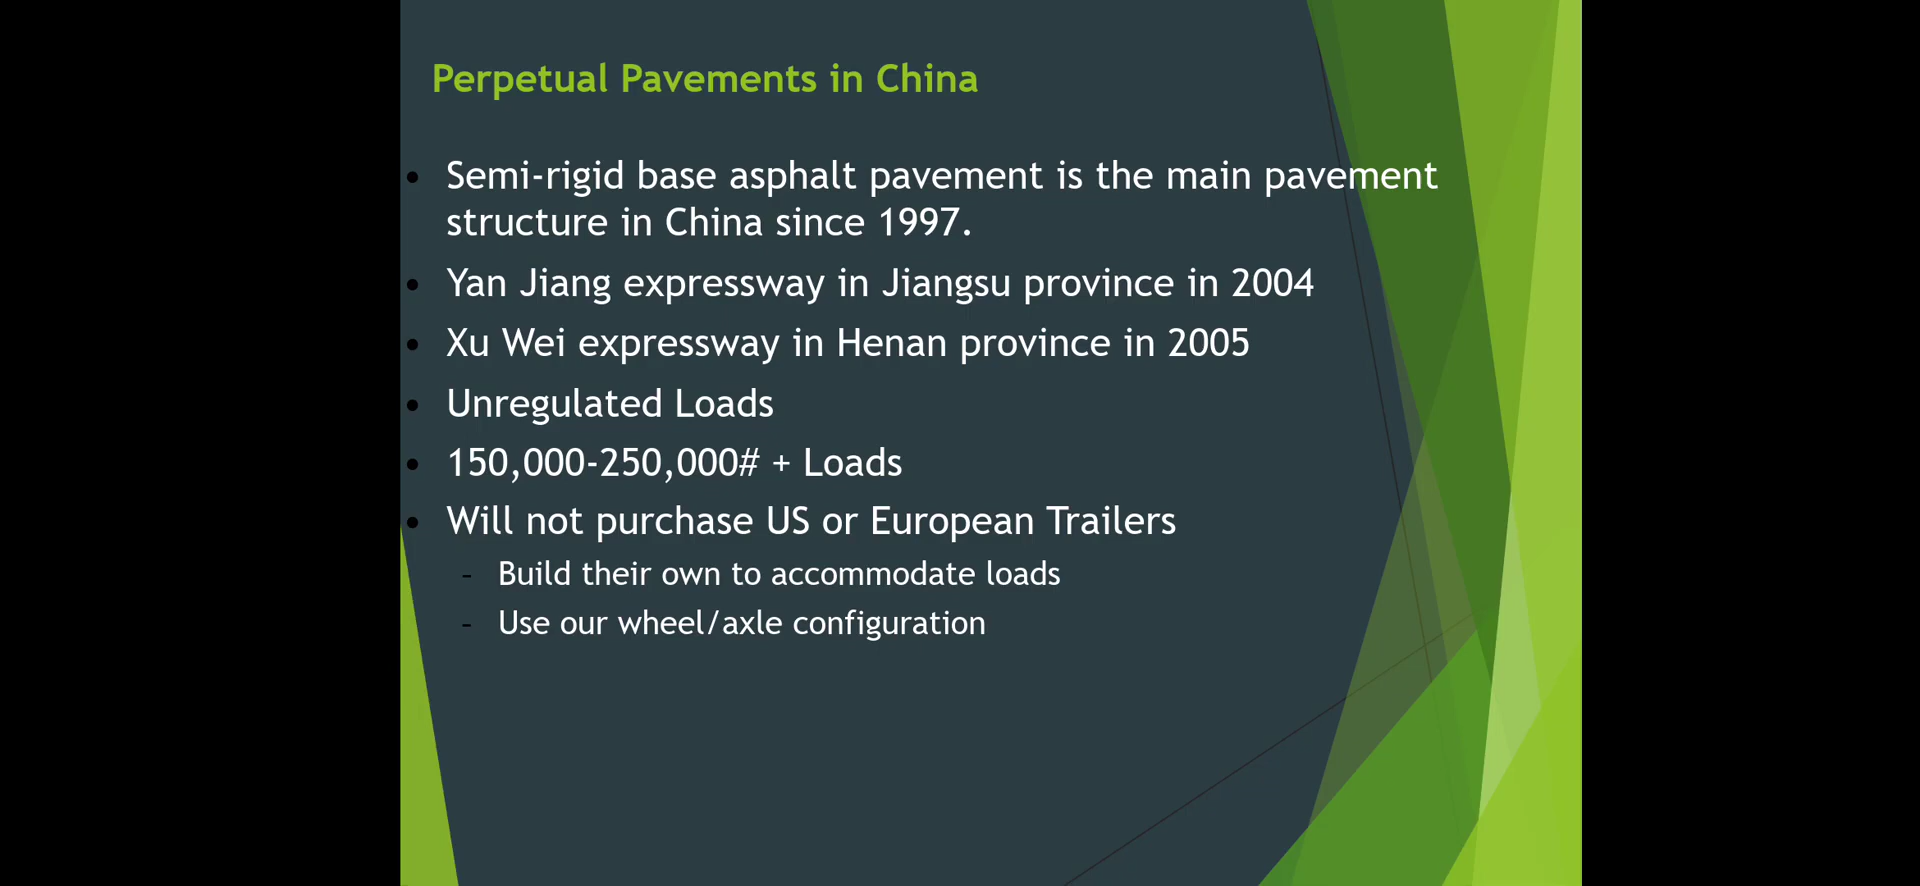 Perpetual Pavements in China
• Semi-rigid base asphalt pavement is the main pavement
structure in China since 1997.
• Yan Jiang expressway in Jiangsu province in 2004
• Xu Wei expressway in Henan province in 2005
• Unregulated Loads
• 150,000-250,000# + Loads
• Will not purchase US or European Trailers
- Build their own to accommodate loads
- Use our wheel/axle configuration